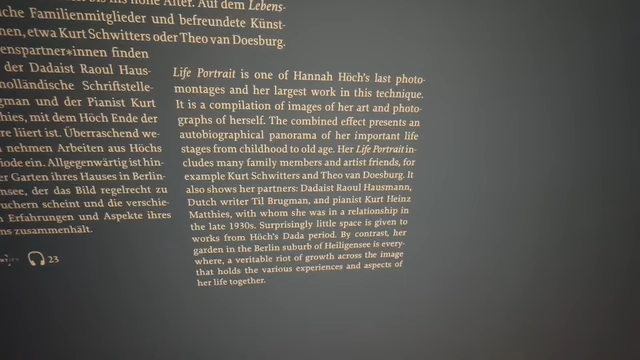 bis ins hohe Alter. Auf dem Lebens-
che Familienmitglieder und befreundete Künst-
nen, etwa Kurt Schwitters oder Theo van Doesburg.
enspartner*innen finden
der Dadaist Raoul Haus-
holländische Schriftstelle-
gman und der Pianist Kurt
hies, mit dem Höch Ende der
re liiert ist. Überraschend we-
nehmen Arbeiten aus Höchs
iode ein. Allgegenwärtig ist hin-
er Garten ihres Hauses in Berlin-
nsee, der das Bild regelrecht zu
uchern scheint und die verschie-
Erfahrungen und Aspekte ihres
ns zusammenhält.
23
Life Portrait is one of Hannah Höch's last photo-
montages and her largest work in this technique.
It is a compilation of images of her art and photo-
graphs of herself. The combined effect presents an
autobiographical panorama of her important life
stages from childhood to old age. Her Life Portrait in-
cludes many family members and artist friends, for
example Kurt Schwitters and Theo van Doesburg. It
also shows her partners: Dadaist Raoul Hausmann,
Dutch writer Til Brugman, and pianist Kurt Heinz
Matthies, with whom she was in a relationship in
the late 1930s. Surprisingly little space is given to
works from Höch's Dada period. By contrast, her
garden in the Berlin suburb of Heiligensee is every-
where, a veritable riot of growth across the image
that holds the various experiences and aspects of
her life together.